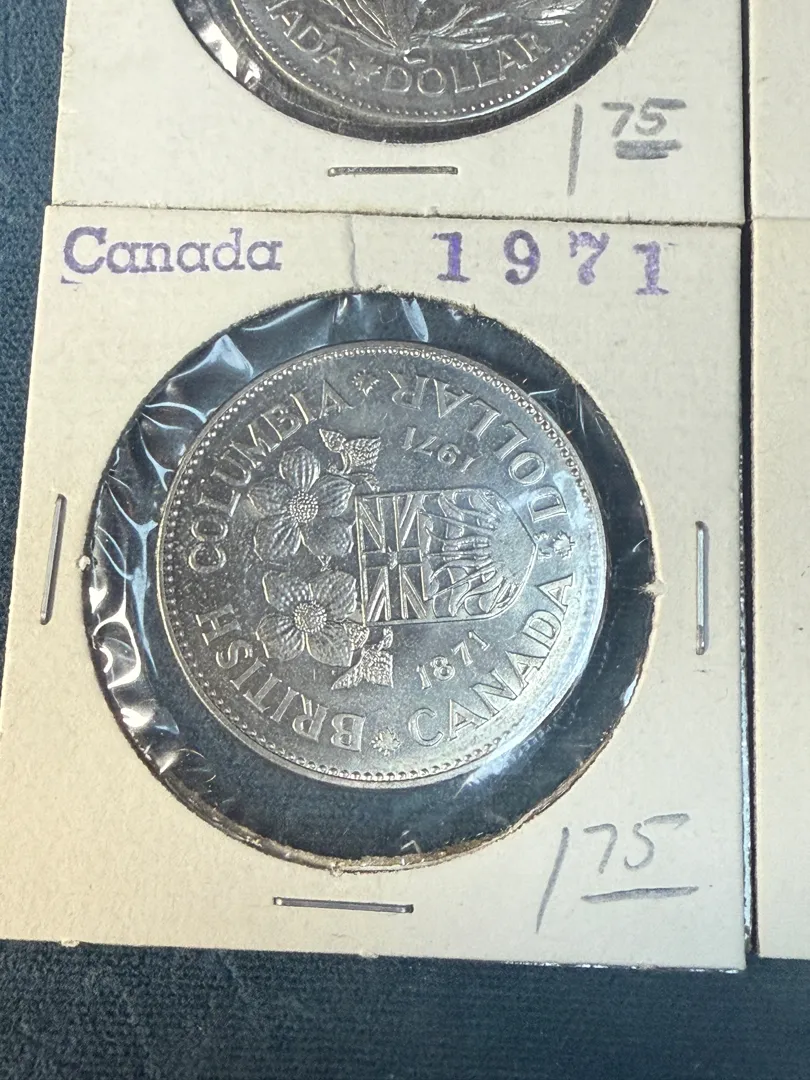 ADA DOLLAR
1 75
Canada 1971
BRITISH COLUMBIA
1871 1971
CANADA DOLLAR
1 75